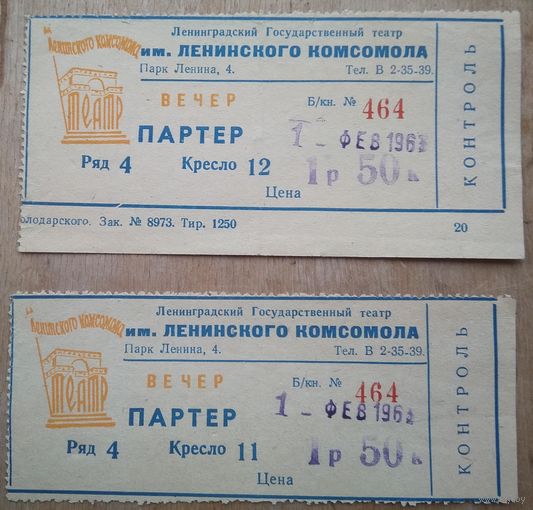 Ленинского комсомола
ТЕАТР
Ленинградский Государственный театр
им. ЛЕНИНСКОГО КОМСОМОЛА
Парк Ленина, 4. Тел. В 2-35-39.
ВЕЧЕР
Б/кн. № 464
ПАРТЕР
1 - ФЕВ 196
Ряд 4 Кресло 12
1р 50к
Цена
КОНТРОЛЬ
олодарского. Зак. № 8973. Тир. 1250 20
Ленинского комсомола
ТЕАТР
Ленинградский Государственный театр
им. ЛЕНИНСКОГО КОМСОМОЛА
Парк Ленина, 4. Тел. В 2-35-39.
ВЕЧЕР
Б/кн. № 464
ПАРТЕР
1 - ФЕВ 196
Ряд 4 Кресло 11
1р 50к
Цена
КОНТРОЛЬ